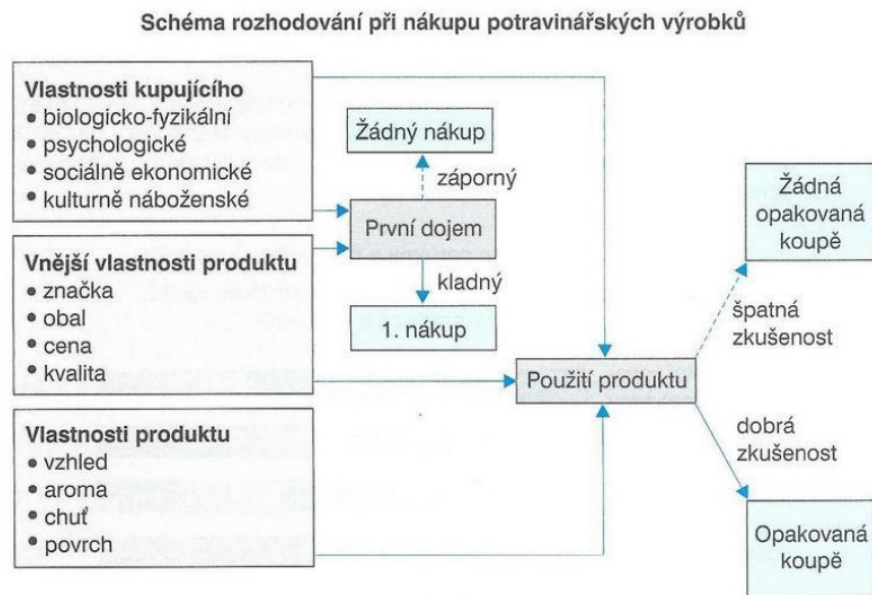 Schéma rozhodování při nákupu potravinářských výrobků
Vlastnosti kupujícího
• biologicko-fyzikální
• psychologické
• sociálně ekonomické
• kulturně náboženské
Vnější vlastnosti produktu
• značka
• obal
• cena
• kvalita
Vlastnosti produktu
• vzhled
• aroma
• chuť
• povrch
Žádný nákup
záporný
První dojem
kladný
1. nákup
Použití produktu
Žádná
opakovaná
koupě
špatná
zkušenost
dobrá
zkušenost
Opakovaná
koupě